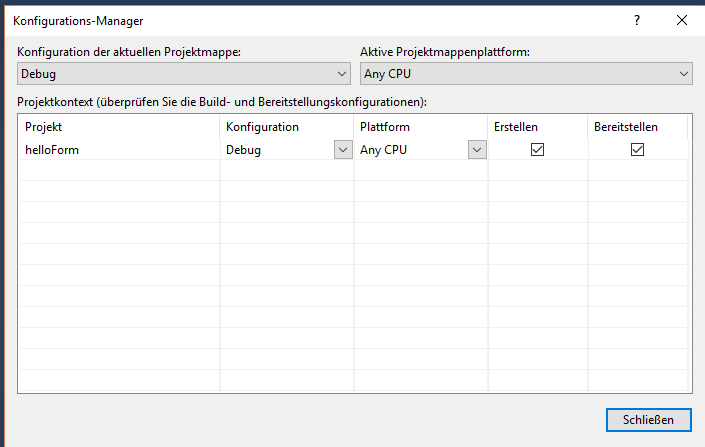 Konfigurations-Manager
?
Konfiguration der aktuellen Projektmappe: Aktive Projektmappenplattform:
Debug Any CPU
Projektkontext (überprüfen Sie die Build- und Bereitstellungskonfigurationen):
Projekt Konfiguration Plattform Erstellen Bereitstellen
helloForm Debug Any CPU
Schließen